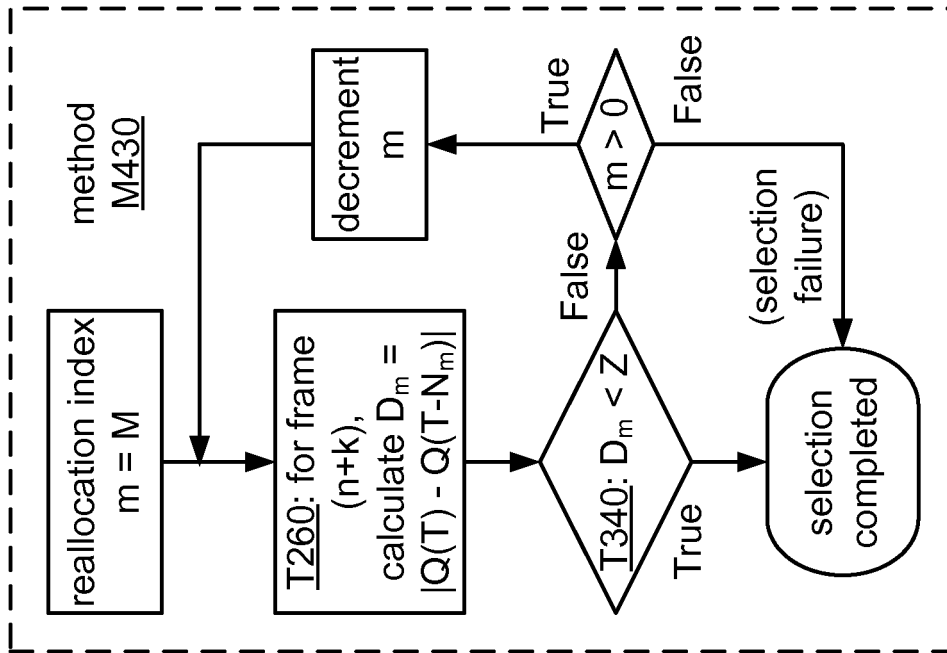 method
M430
reallocation index
m = M
decrement
m
T260: for frame
(n+k),
calculate Dₘ =
|Q(T) - Q(T-Nₘ)|
T340: Dₘ < Z
False
True
m > 0
True
False
(selection
failure)
selection
completed